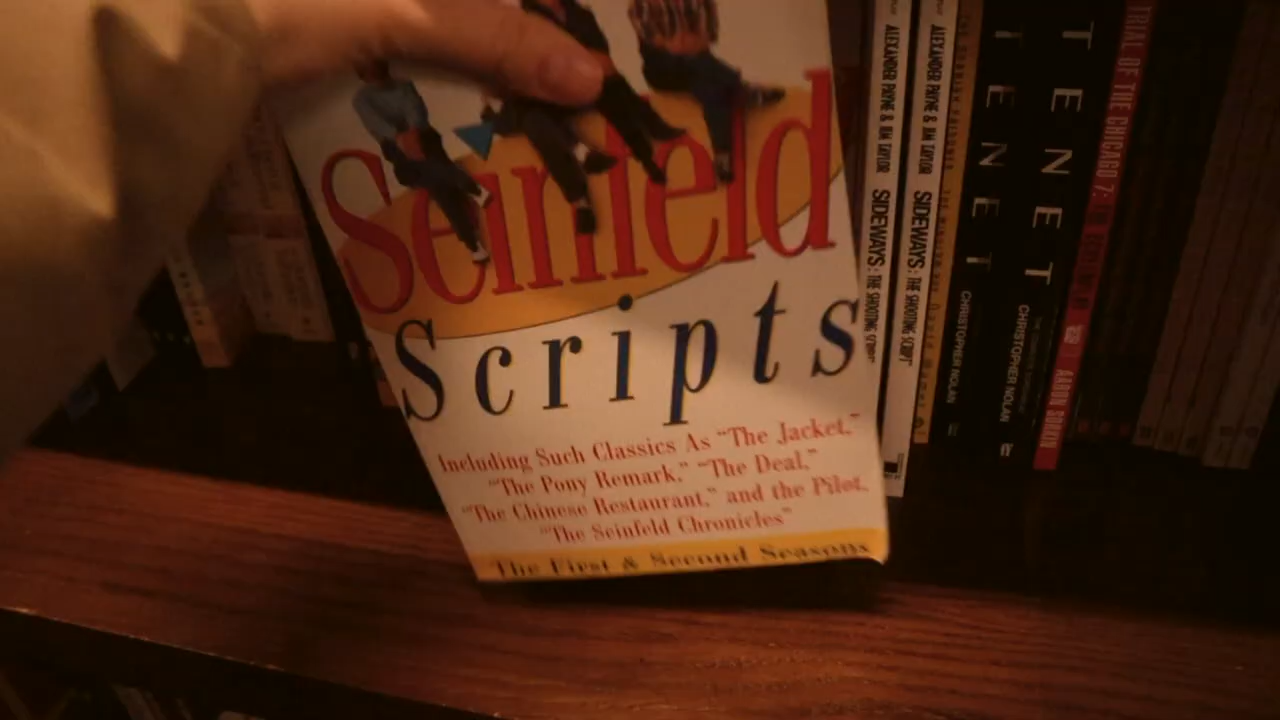 Seinfeld
Scripts
Including Such Classics As "The Jacket,"
"The Pony Remark," "The Deal,"
"The Chinese Restaurant," and the Pilot,
"The Seinfeld Chronicles"
The First & Second Seasons
ALEXANDER PAYNE & JIM TAYLOR SIDEWAYS: THE SHOOTING SCRIPT
ALEXANDER PAYNE & JIM TAYLOR SIDEWAYS: THE SHOOTING SCRIPT
TENET CHRISTOPHER NOLAN
TENET CHRISTOPHER NOLAN
TRIAL OF THE CHICAGO 7: AARON SORKIN